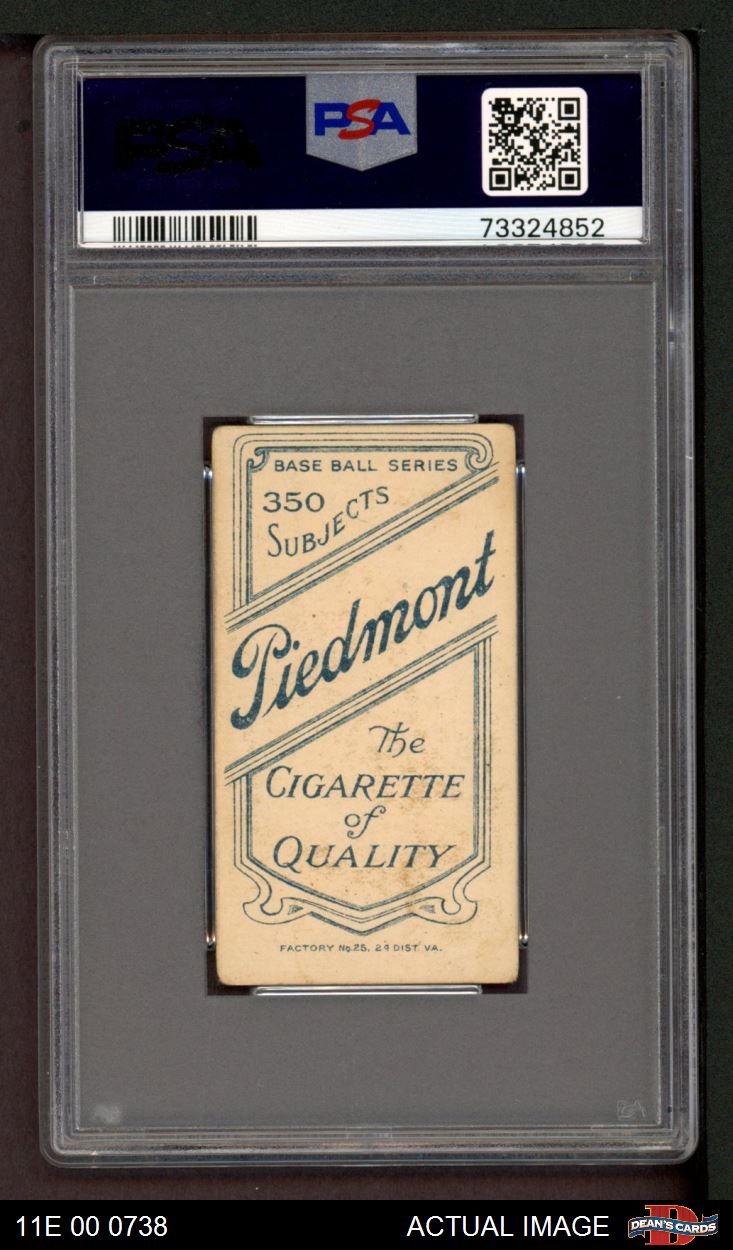 PSA
PSA
73324852
BASE BALL SERIES
350
SUBJECTS
Piedmont
The
CIGARETTE
of
QUALITY
FACTORY No. 25. 2d DIST. VA.
11E 00 0738
ACTUAL IMAGE
DEAN'S CARDS